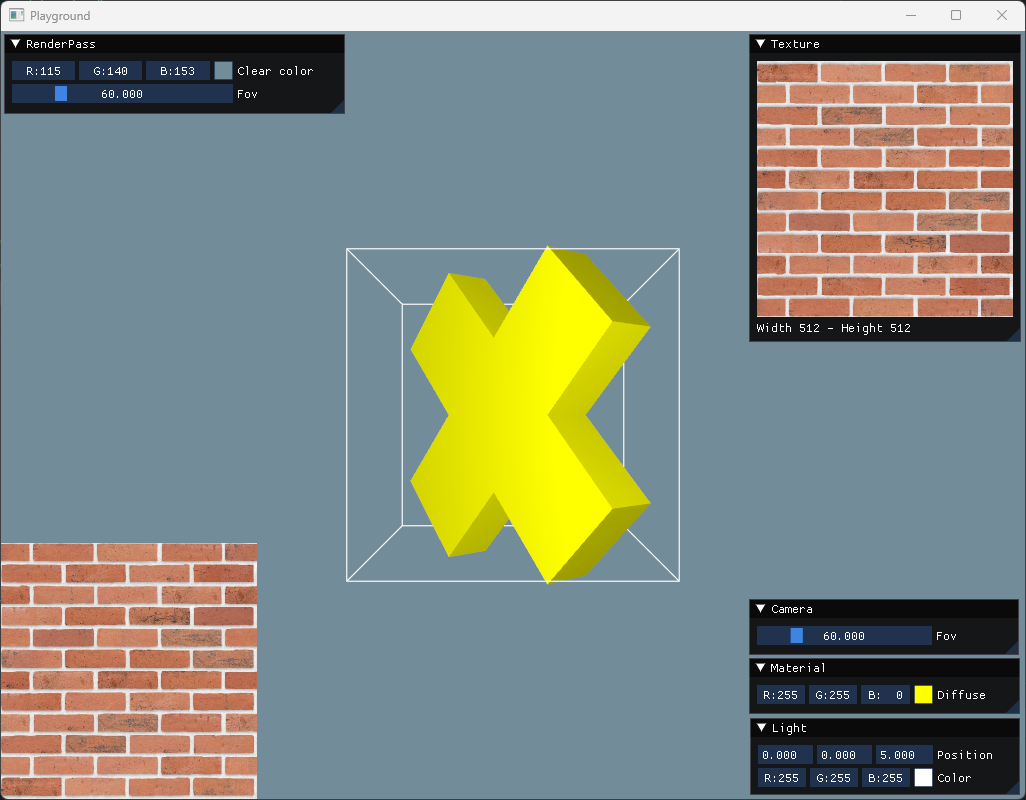 Playground
RenderPass
R:115 G:140 B:153 Clear color
60.000 Fov
Texture
Width 512 - Height 512
Camera
60.000 Fov
Material
R:255 G:255 B: 0 Diffuse
Light
0.000 0.000 5.000 Position
R:255 G:255 B:255 Color